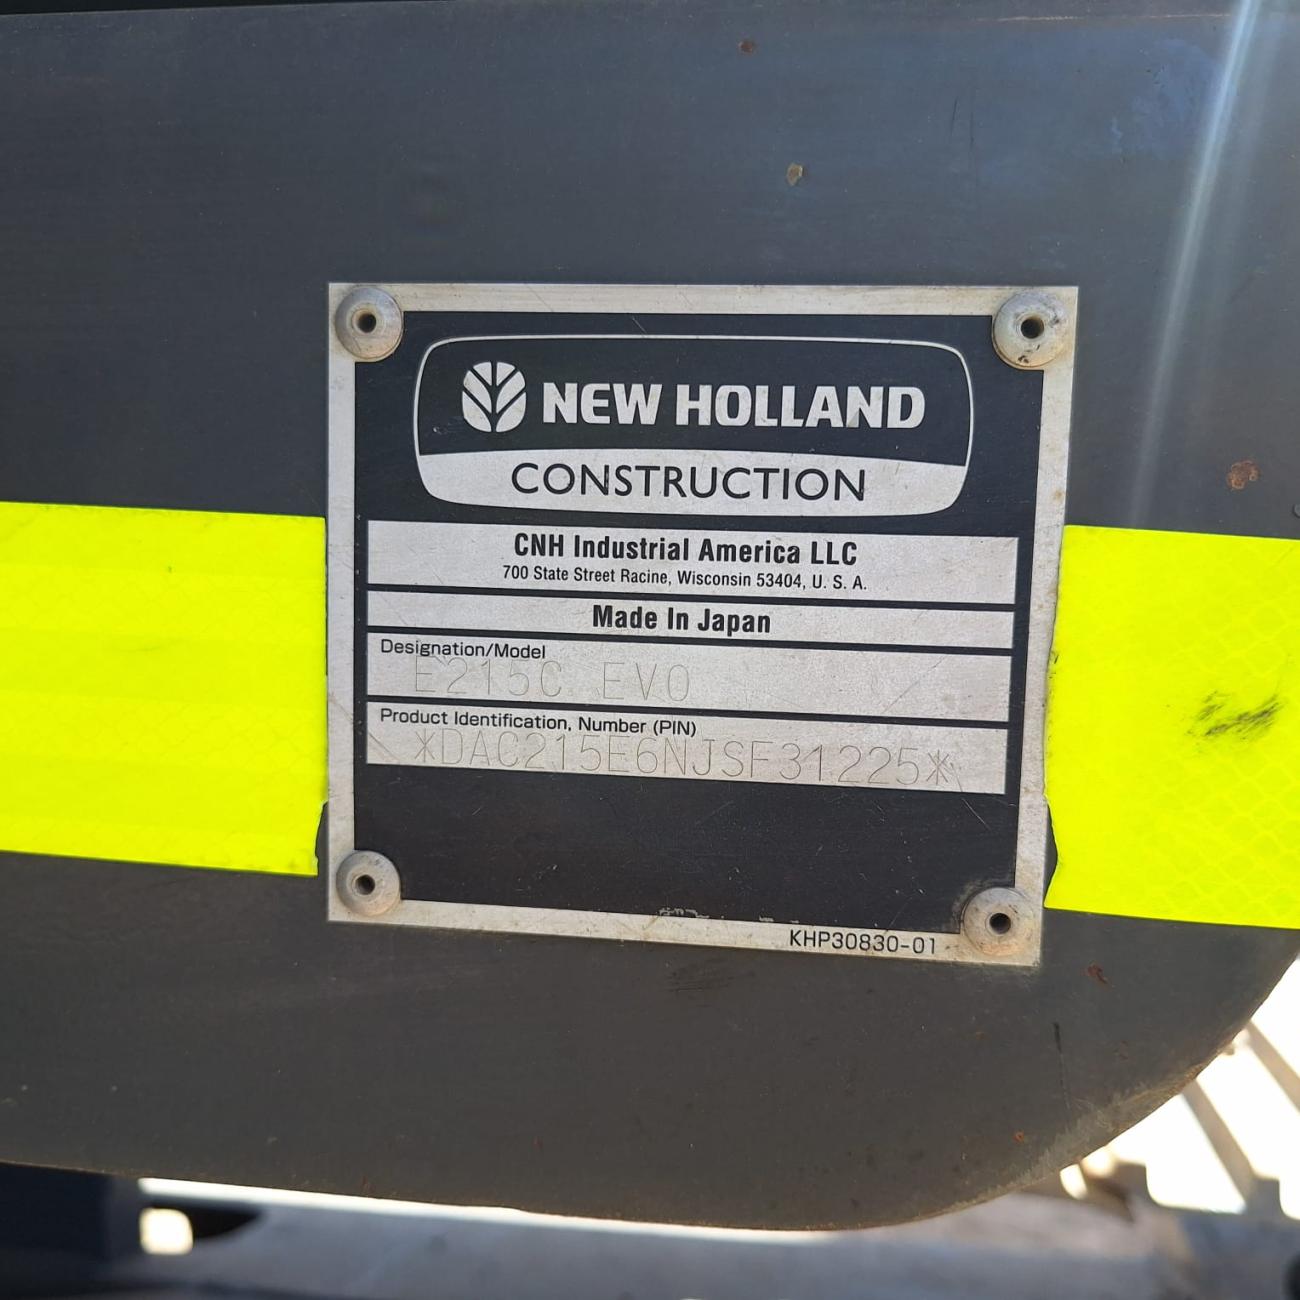 NEW HOLLAND
CONSTRUCTION
CNH Industrial America LLC
700 State Street Racine, Wisconsin 53404, U. S. A.
Made In Japan
Designation/Model
E215C EVO
Product Identification, Number (PIN)
*DAC215E6NJSF31225*
KHP30830-01